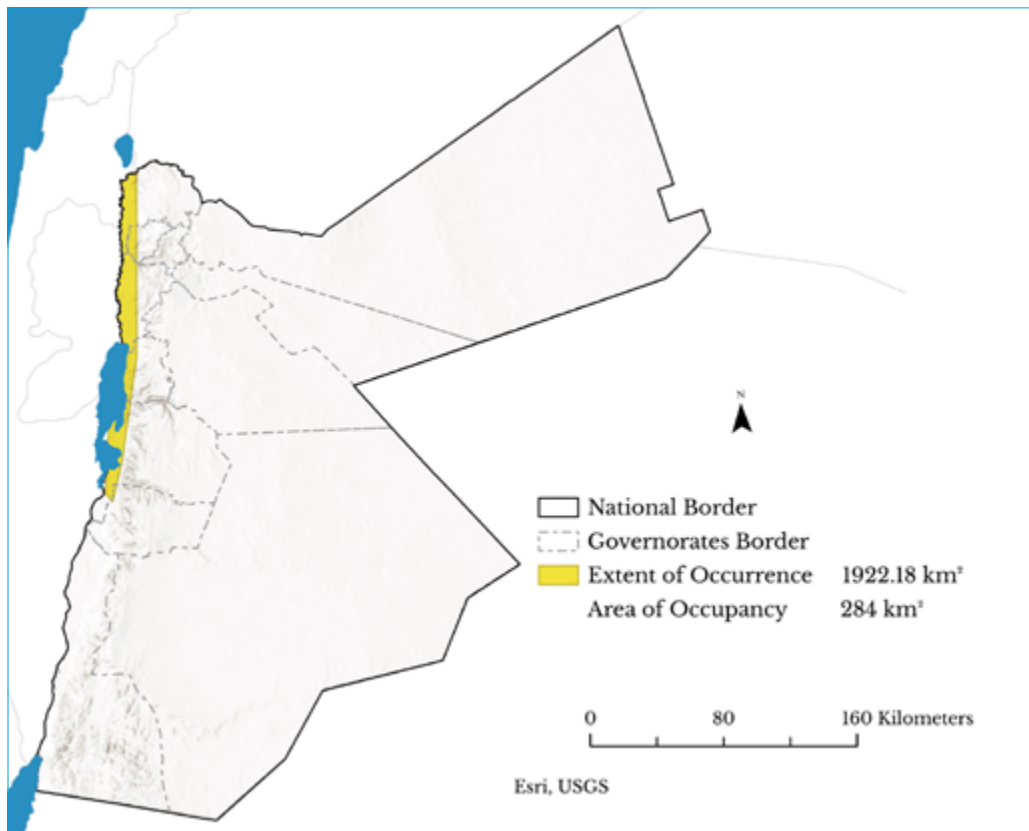 N
National Border
Governorates Border
Extent of Occurrence 1922.18 km²
Area of Occupancy 284 km²
0 80 160 Kilometers
Esri, USGS